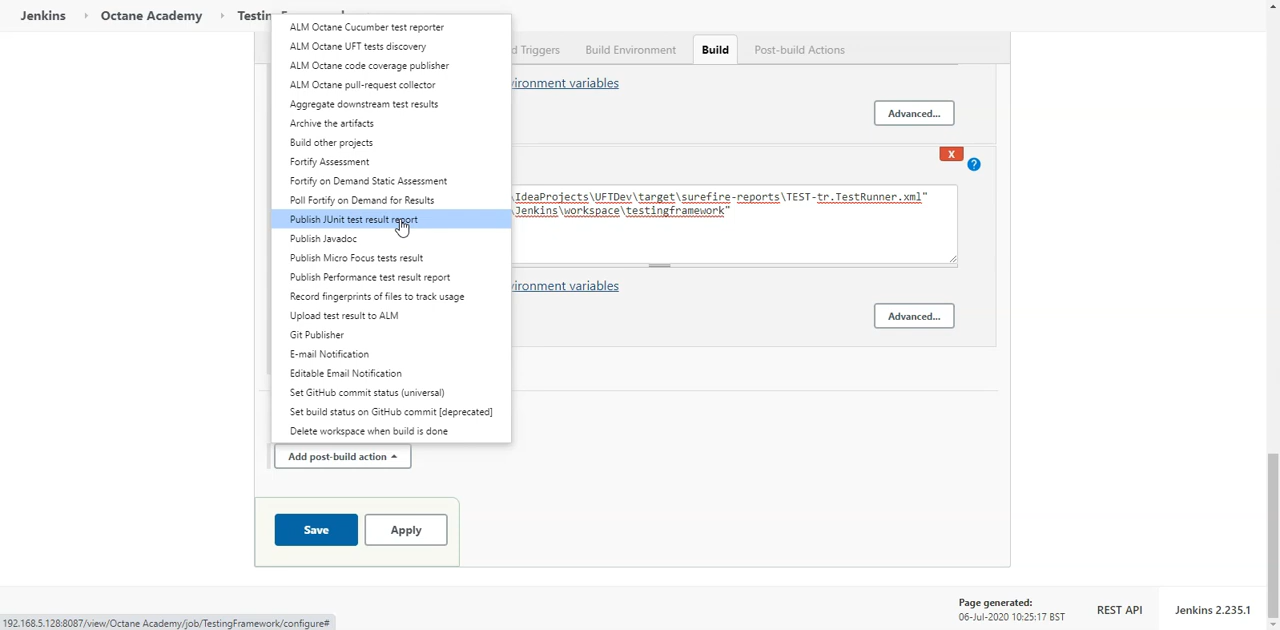 Jenkins › Octane Academy ›
ALM Octane Cucumber test reporter
ALM Octane UFT tests discovery
ALM Octane code coverage publisher
ALM Octane pull-request collector
Aggregate downstream test results
Archive the artifacts
Build other projects
Fortify Assessment
Fortify on Demand Static Assessment
Poll Fortify on Demand for Results
Publish JUnit test result report
Publish Javadoc
Publish Micro Focus tests result
Publish Performance test result report
Record fingerprints of files to track usage
Upload test result to ALM
Git Publisher
E-mail Notification
Editable Email Notification
Set GitHub commit status (universal)
Set build status on GitHub commit [deprecated]
Delete workspace when build is done
d Triggers Build Environment Build Post-build Actions
vironment variables
Advanced...
X
?
\IdeaProjects\UFTDev\target\surefire-reports\TEST-tr.TestRunner.xml"
\Jenkins\workspace\testingframework"
vironment variables
Advanced...
Add post-build action
Save Apply
Page generated:
06-Jul-2020 10:25:17 BST
REST API Jenkins 2.235.1
192.168.5.128:8087/view/Octane Academy/job/TestingFramework/configure#